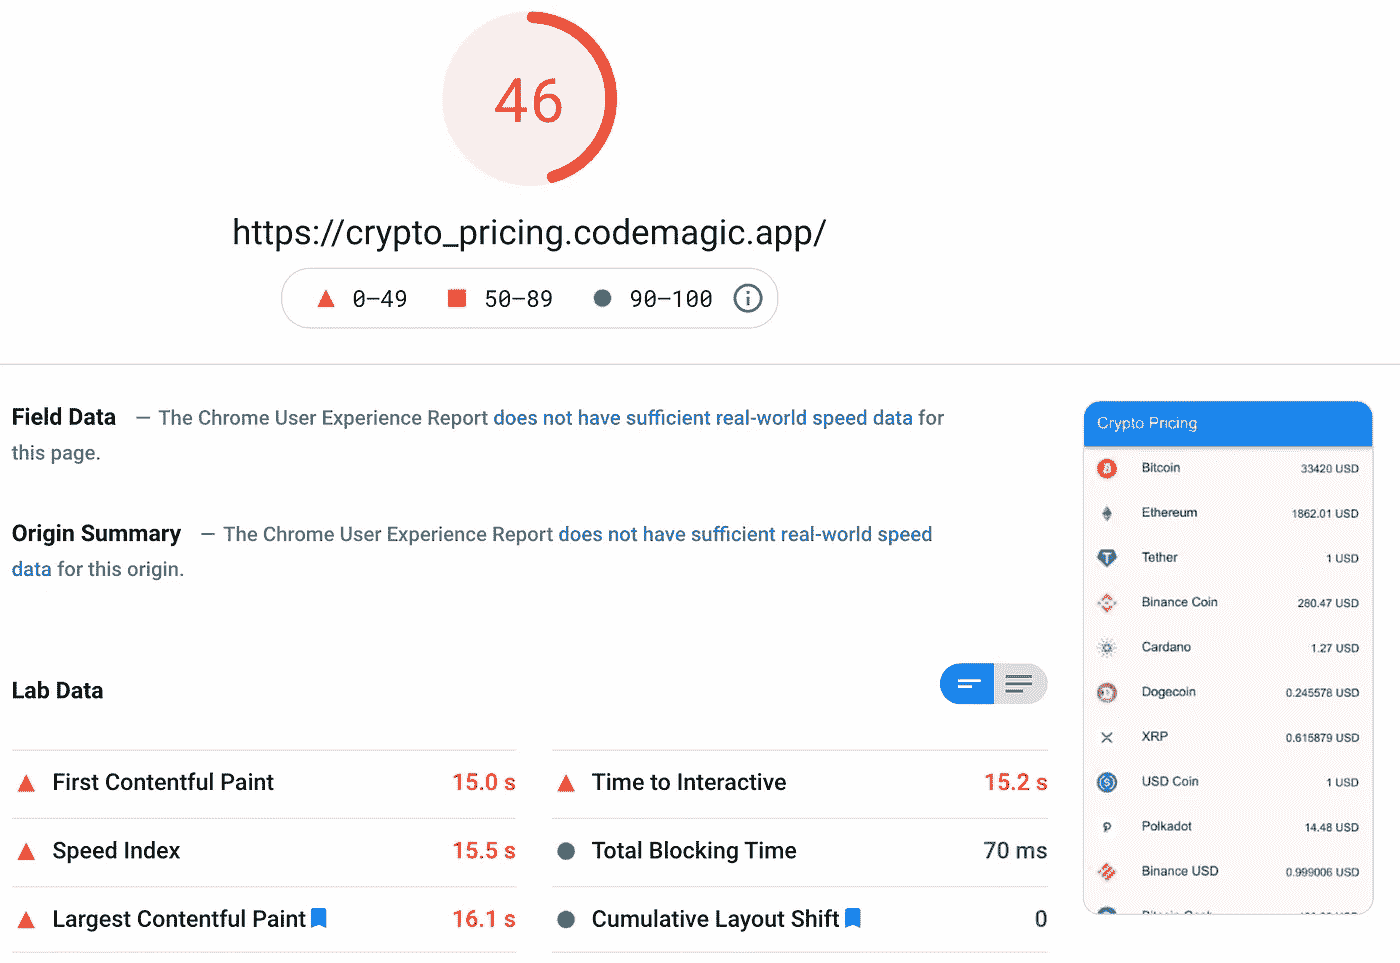 46
https://crypto_pricing.codemagic.app/
0–49 50–89 90–100
Field Data — The Chrome User Experience Report does not have sufficient real-world speed data for
this page.
Origin Summary — The Chrome User Experience Report does not have sufficient real-world speed
data for this origin.
Lab Data
First Contentful Paint 15.0 s
Time to Interactive 15.2 s
Speed Index 15.5 s
Total Blocking Time 70 ms
Largest Contentful Paint 16.1 s
Cumulative Layout Shift 0
Crypto Pricing
Bitcoin 33420 USD
Ethereum 1862.01 USD
Tether 1 USD
Binance Coin 280.47 USD
Cardano 1.27 USD
Dogecoin 0.245578 USD
XRP 0.615879 USD
USD Coin 1 USD
Polkadot 14.48 USD
Binance USD 0.999006 USD